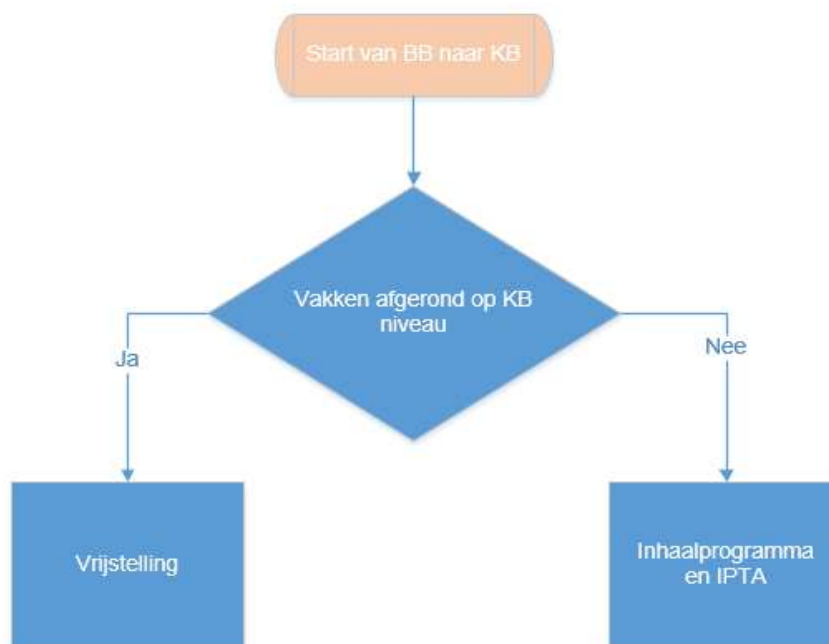 Start van BB naar KB
Vakken afgerond op KB
niveau
Ja
Nee
Vrijstelling
Inhaalprogramma
en IPTA